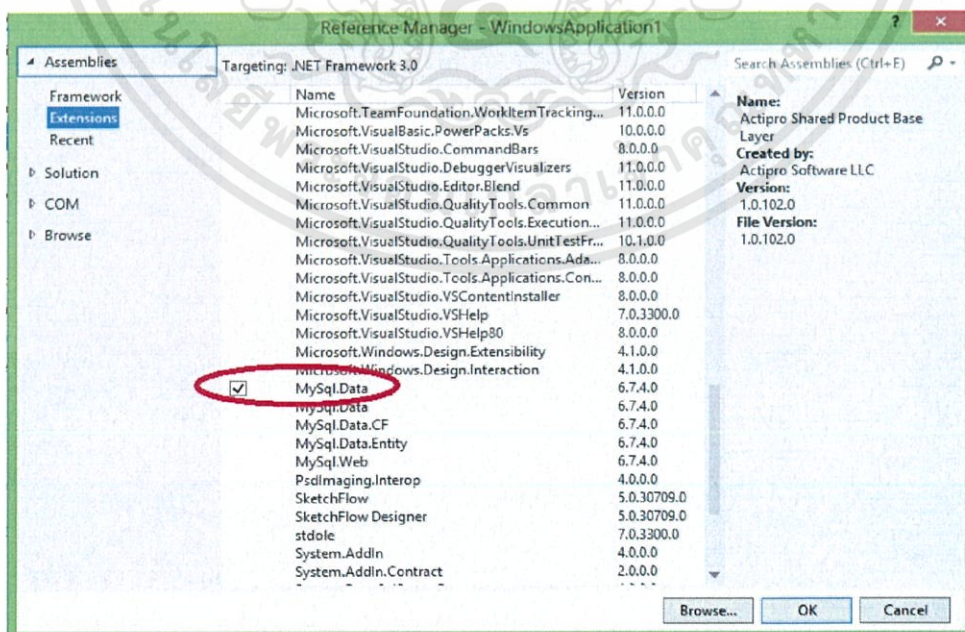 Reference Manager - WindowsApplication1
? ×
Assemblies
Targeting: .NET Framework 3.0
Search Assemblies (Ctrl+E)
Framework
Extensions
Recent
Solution
COM
Browse
Name Version
Microsoft.TeamFoundation.WorkItemTracking... 11.0.0.0
Microsoft.VisualBasic.PowerPacks.Vs 10.0.0.0
Microsoft.VisualStudio.CommandBars 8.0.0.0
Microsoft.VisualStudio.DebuggerVisualizers 11.0.0.0
Microsoft.VisualStudio.Editor.Blend 11.0.0.0
Microsoft.VisualStudio.QualityTools.Common 11.0.0.0
Microsoft.VisualStudio.QualityTools.Execution... 11.0.0.0
Microsoft.VisualStudio.QualityTools.UnitTestFr... 10.1.0.0
Microsoft.VisualStudio.Tools.Applications.Ada... 8.0.0.0
Microsoft.VisualStudio.Tools.Applications.Con... 8.0.0.0
Microsoft.VisualStudio.VSContentInstaller 8.0.0.0
Microsoft.VisualStudio.VSHelp 7.0.3300.0
Microsoft.VisualStudio.VSHelp80 8.0.0.0
Microsoft.Windows.Design.Extensibility 4.1.0.0
Microsoft.Windows.Design.Interaction 4.1.0.0
MySql.Data 6.7.4.0
MySql.Data 6.7.4.0
MySql.Data.CF 6.7.4.0
MySql.Data.Entity 6.7.4.0
MySql.Web 6.7.4.0
PsdImaging.Interop 4.0.0.0
SketchFlow 5.0.30709.0
SketchFlow Designer 5.0.30709.0
stdole 7.0.3300.0
System.AddIn 4.0.0.0
System.AddIn.Contract 2.0.0.0
Name:
Actipro Shared Product Base
Layer
Created by:
Actipro Software LLC
Version:
1.0.102.0
File Version:
1.0.102.0
Browse... OK Cancel